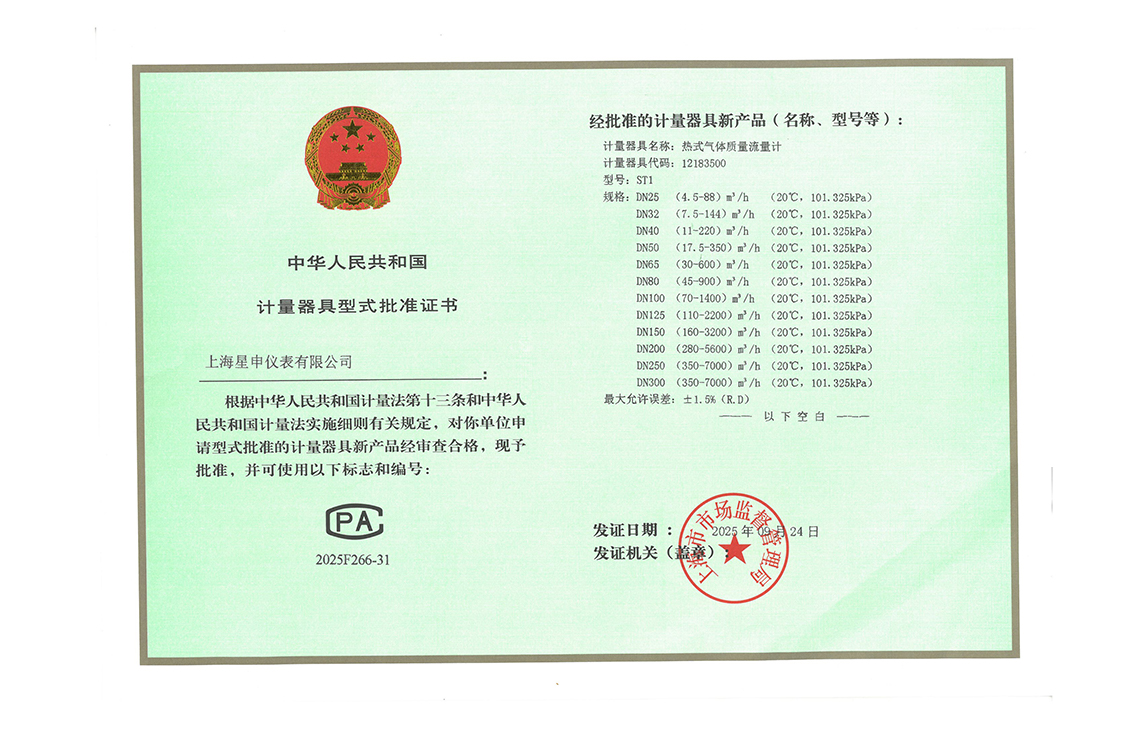 中华人民共和国
计量器具型式批准证书
上海星申仪表有限公司
:
根据中华人民共和国计量法第十三条和中华人
民共和国计量法实施细则有关规定，对你单位申
请型式批准的计量器具新产品经审查合格，现予
批准，并可使用以下标志和编号：
PA
2025F266-31
经批准的计量器具新产品（名称、型号等）：
计量器具名称：热式气体质量流量计
计量器具代码：12183500
型号：ST1
规格：DN25 （4.5-88）m³/h （20℃，101.325kPa）
DN32 （7.5-144）m³/h （20℃，101.325kPa）
DN40 （11-220）m³/h （20℃，101.325kPa）
DN50 （17.5-350）m³/h （20℃，101.325kPa）
DN65 （30-600）m³/h （20℃，101.325kPa）
DN80 （45-900）m³/h （20℃，101.325kPa）
DN100 （70-1400）m³/h （20℃，101.325kPa）
DN125 （110-2200）m³/h （20℃，101.325kPa）
DN150 （160-3200）m³/h （20℃，101.325kPa）
DN200 （280-5600）m³/h （20℃，101.325kPa）
DN250 （350-7000）m³/h （20℃，101.325kPa）
DN300 （350-7000）m³/h （20℃，101.325kPa）
最大允许误差：±1.5%（R.D）
—— 以下空白 ——
发证日期： 2025年09月24日
发证机关（盖章）：
上海市市场监督管理局